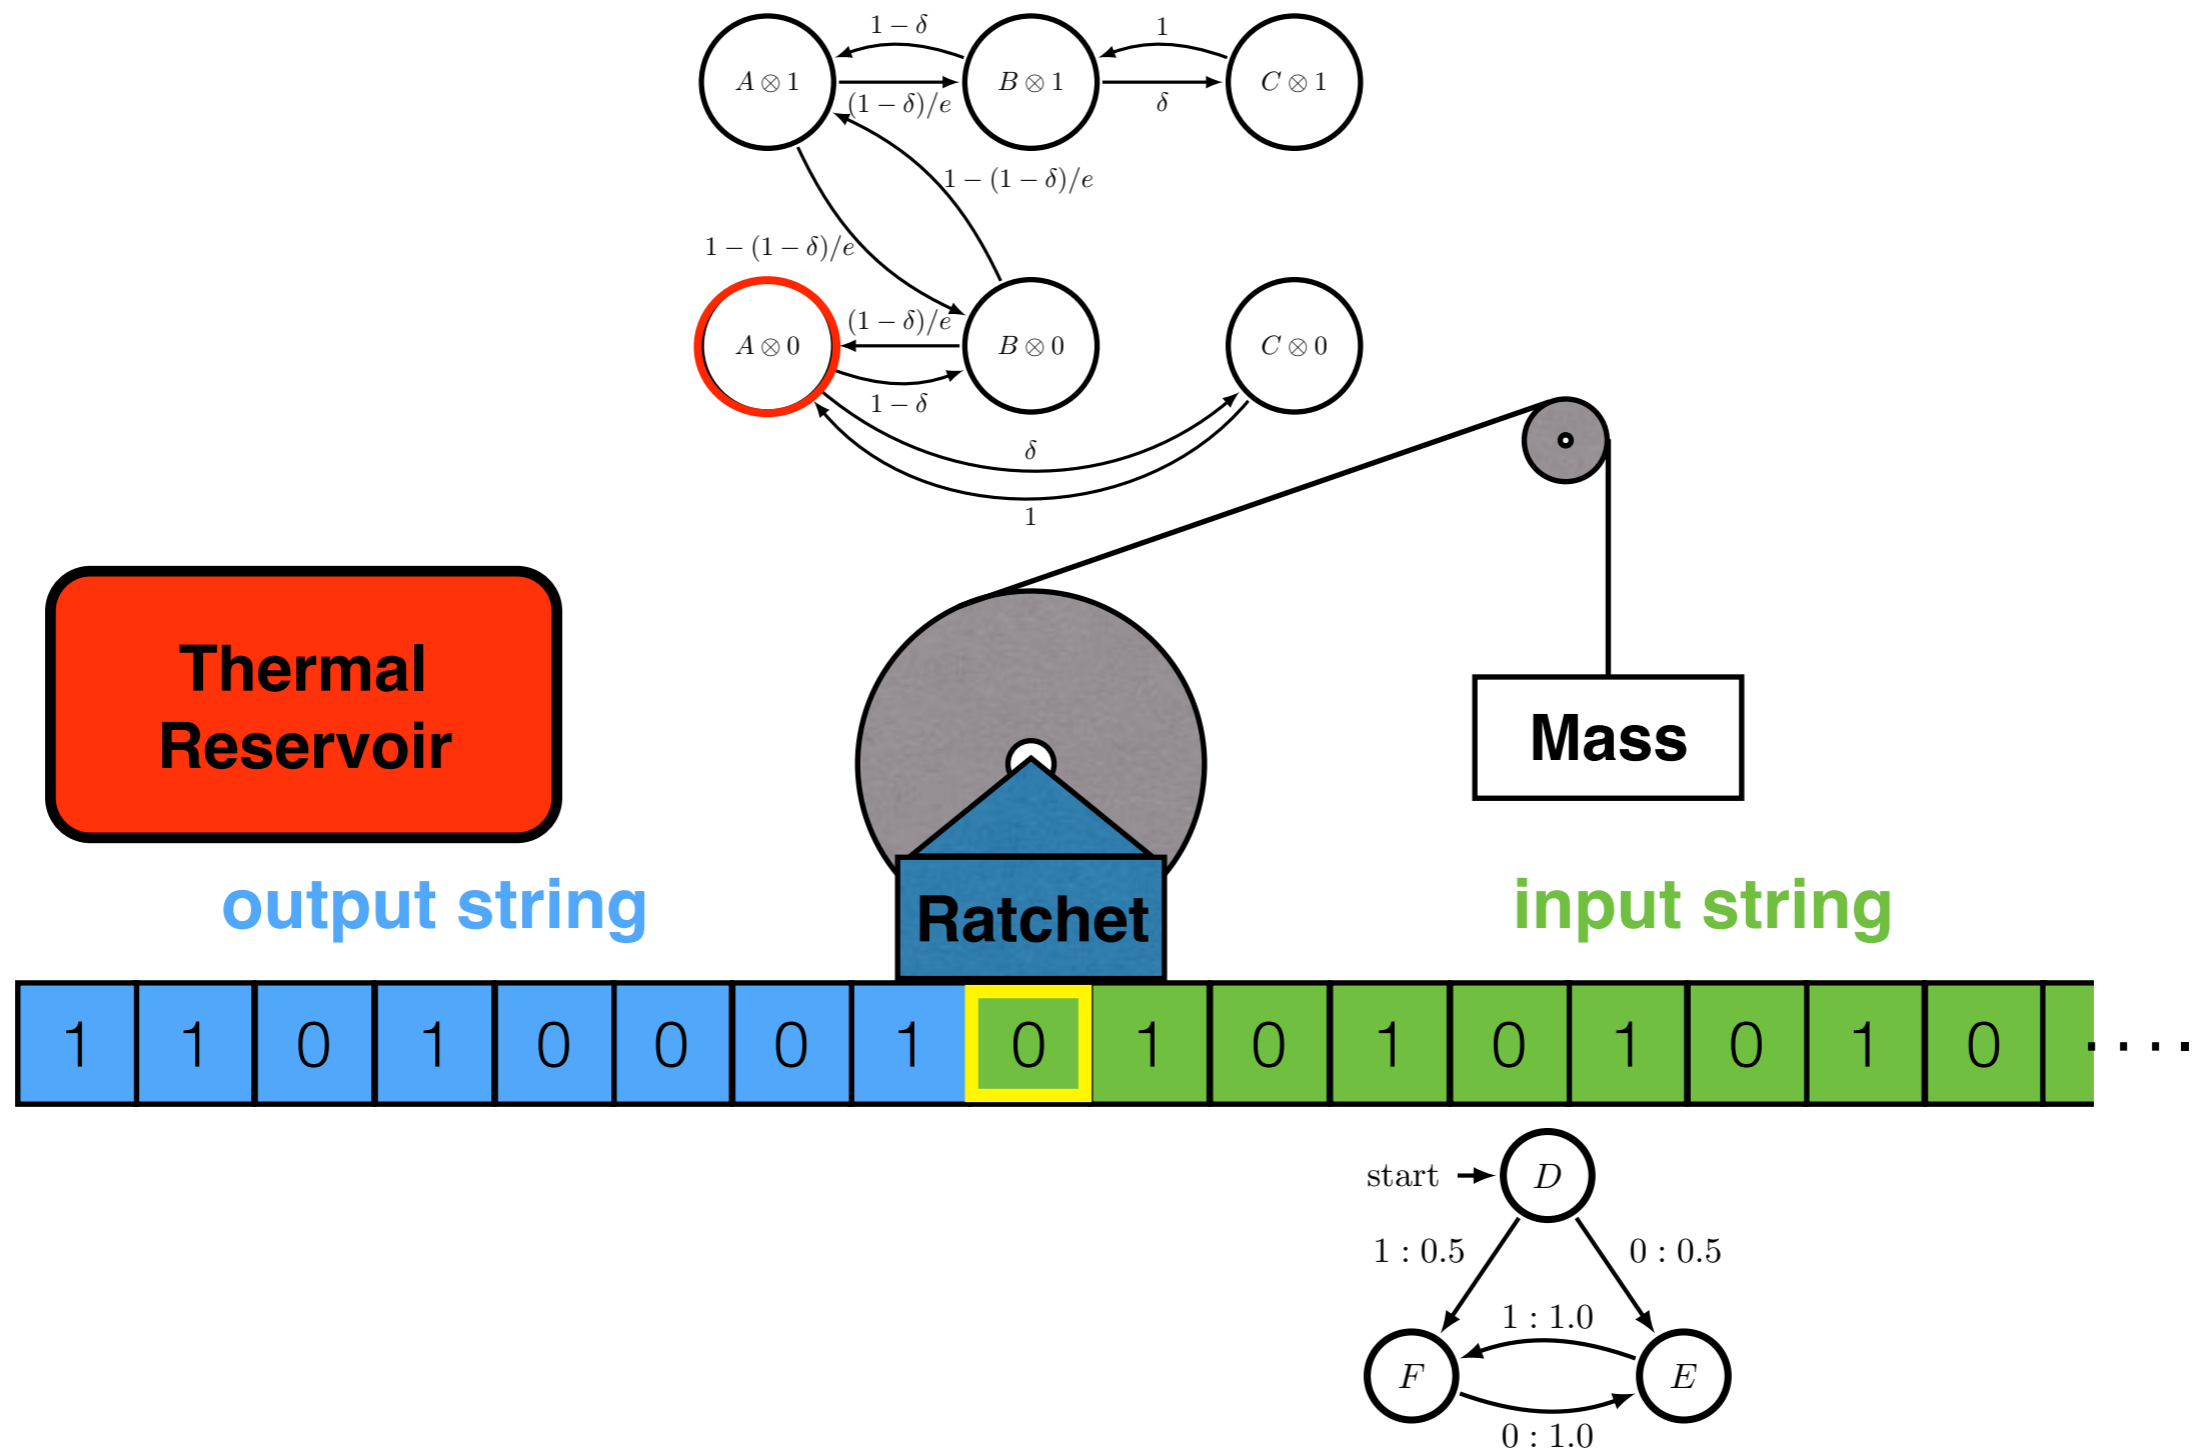 1 − δ
1
A ⊗ 1
B ⊗ 1
C ⊗ 1
(1 − δ)/e
δ
1 − (1 − δ)/e
1 − (1 − δ)/e
(1 − δ)/e
A ⊗ 0
B ⊗ 0
C ⊗ 0
1 − δ
δ
1
Thermal
Reservoir
Mass
output string
Ratchet
input string
1 1 0 1 0 0 0 1 0 1 0 1 0 1 0 1 0 ····
start
D
1 : 0.5
0 : 0.5
1 : 1.0
F
E
0 : 1.0